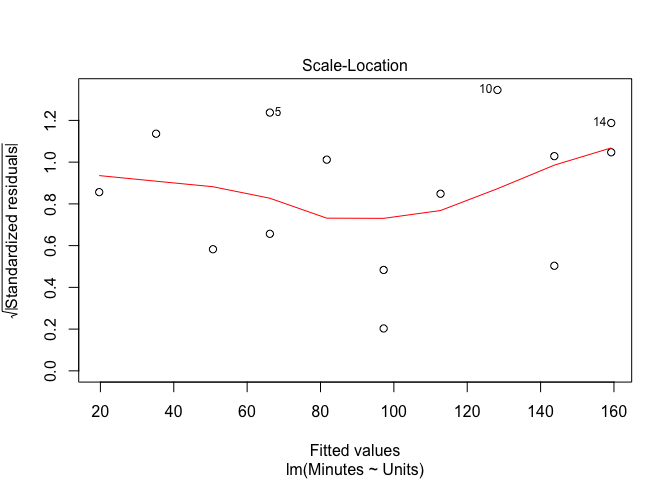 Scale-Location
√|Standardized residuals|
0.0 0.2 0.4 0.6 0.8 1.0 1.2
10
5
14
20 40 60 80 100 120 140 160
Fitted values
lm(Minutes ~ Units)